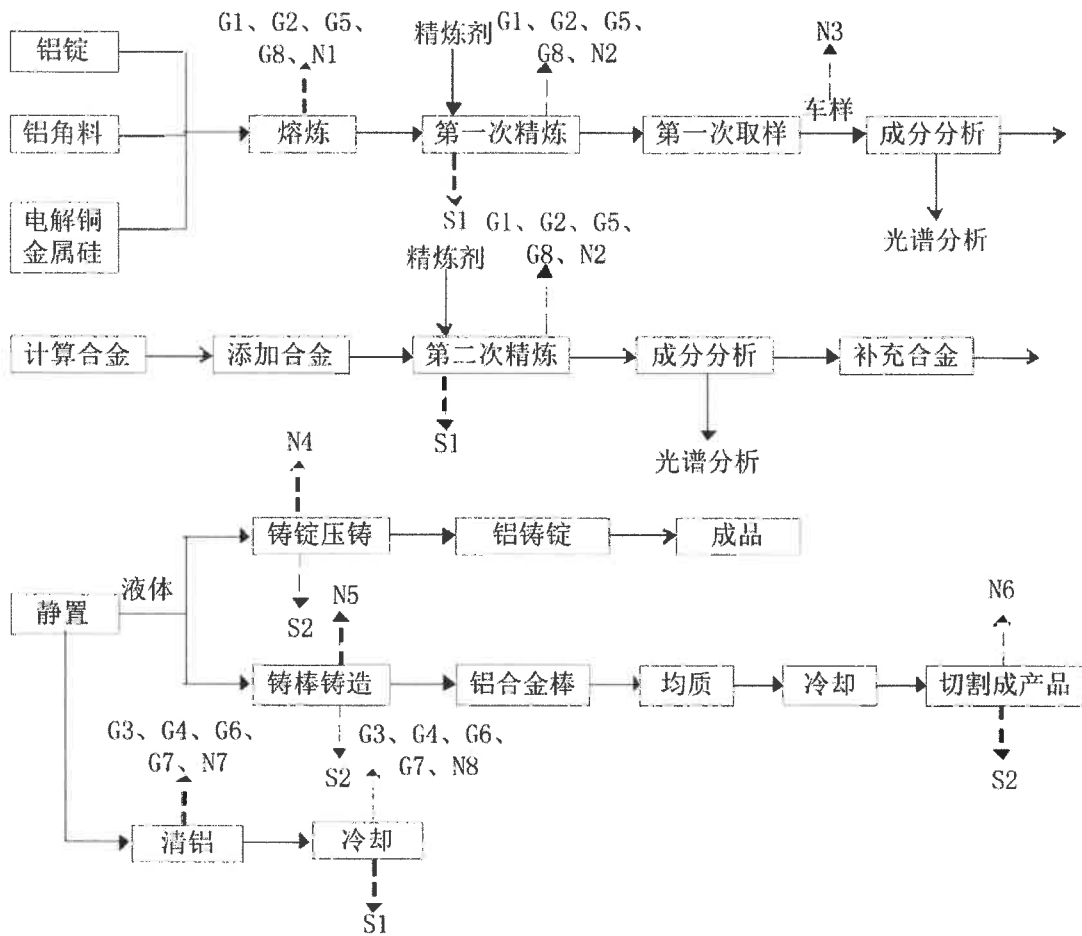 G1、G2、G5、
G8、N1
精炼剂
G1、G2、G5、
G8、N2
N3
铝锭
铝角料
电解铜
金属硅
熔炼
第一次精炼
第一次取样
车样
成分分析
S1
光谱分析
精炼剂
G1、G2、G5、
G8、N2
计算合金
添加合金
第二次精炼
成分分析
补充合金
S1
光谱分析
N4
铸锭压铸
铝铸锭
成品
静置
液体
S2
N5
N6
铸棒铸造
铝合金棒
均质
冷却
切割成产品
S2
S2
G3、G4、G6、
G7、N7
G3、G4、G6、
G7、N8
清铝
冷却
S1